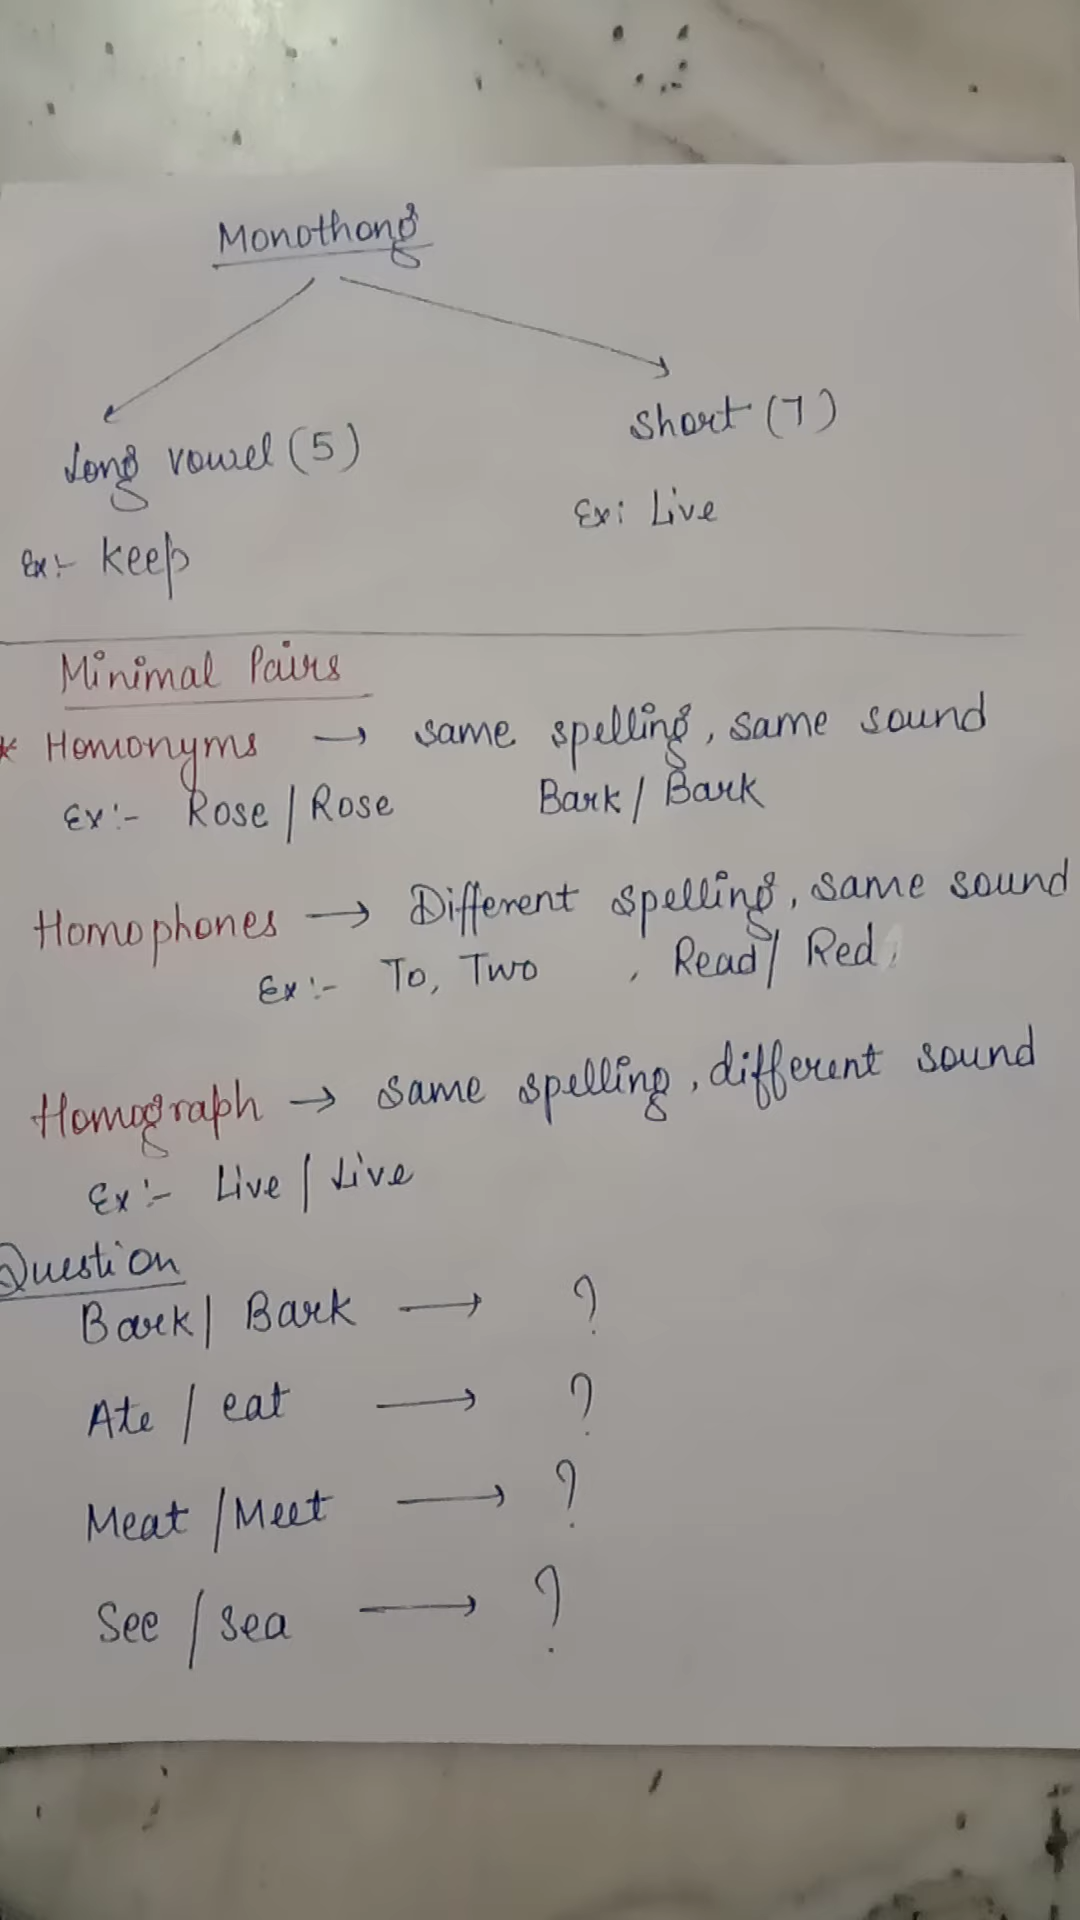 Monothong
Long vowel (5)
Short (7)
Ex:- Keep
Ex: Live
Minimal Pairs
* Homonyms → same spelling, same sound
Ex:- Rose / Rose Bark / Bark
Homophones → Different spelling, same sound
Ex:- To, Two , Read / Red,
Homograph → same spelling, different sound
Ex:- Live / Live
Question
Bark / Bark → ?
Ate / eat → ?
Meat / Meet → ?
See / sea → ?